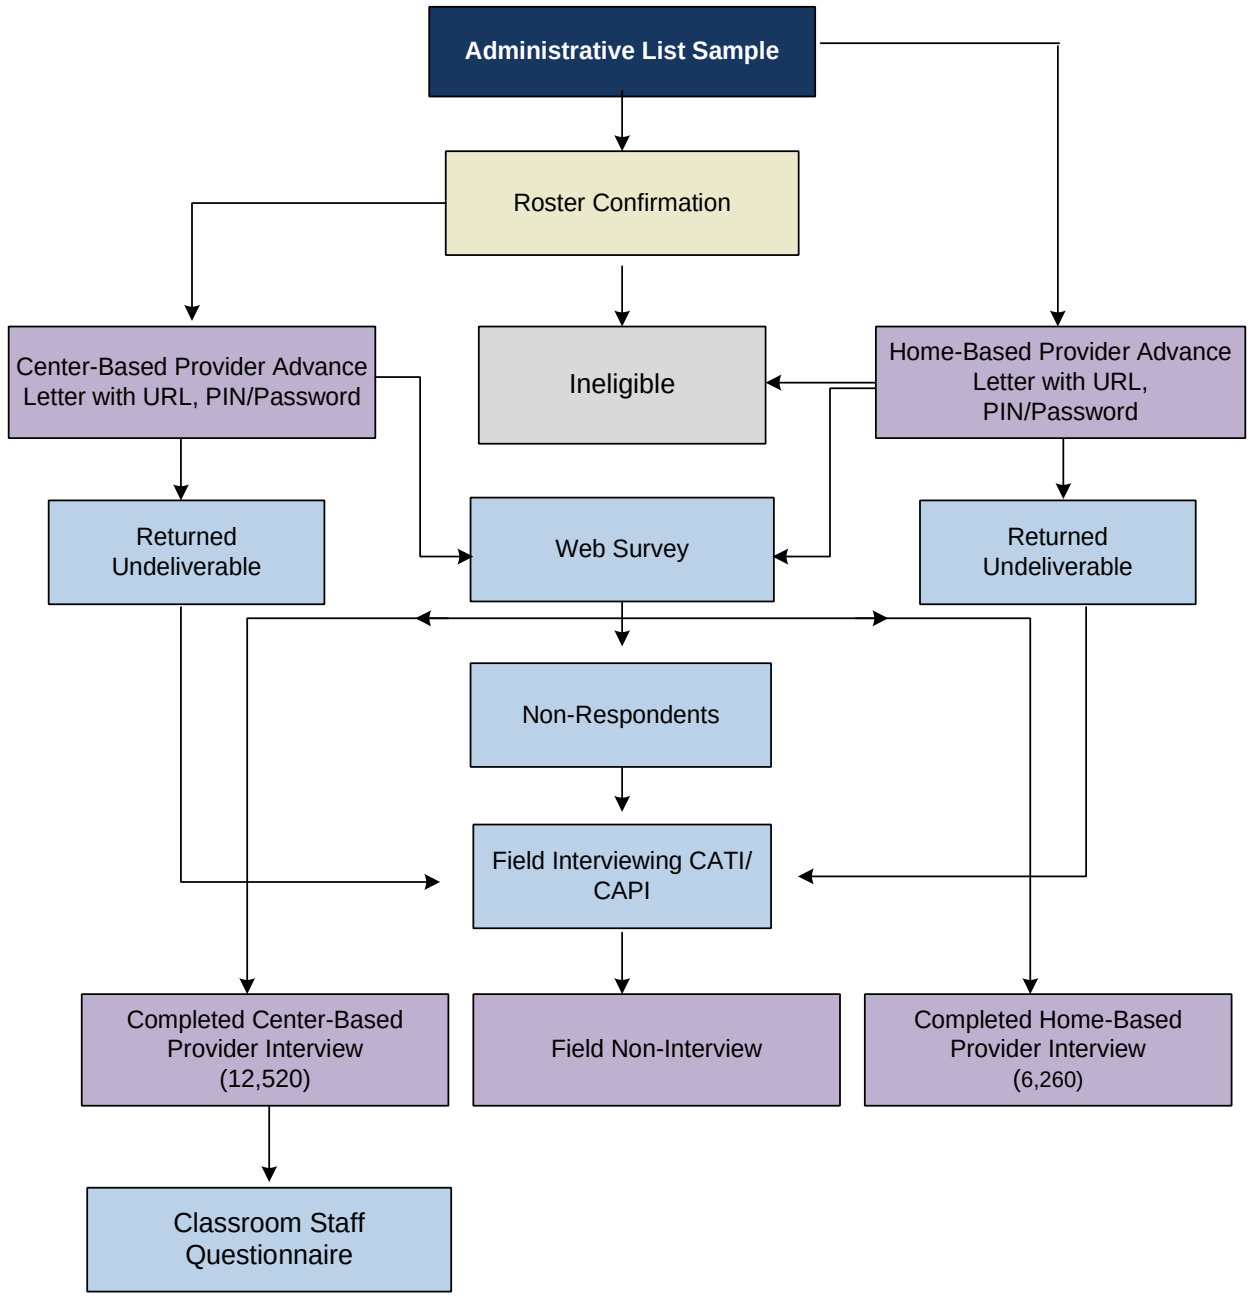 Administrative List Sample
Roster Confirmation
Center-Based Provider Advance
Letter with URL, PIN/Password
Ineligible
Home-Based Provider Advance
Letter with URL,
PIN/Password
Returned
Undeliverable
Web Survey
Returned
Undeliverable
Non-Respondents
Field Interviewing CATI/
CAPI
Completed Center-Based
Provider Interview
(12,520)
Field Non-Interview
Completed Home-Based
Provider Interview
(6,260)
Classroom Staff
Questionnaire